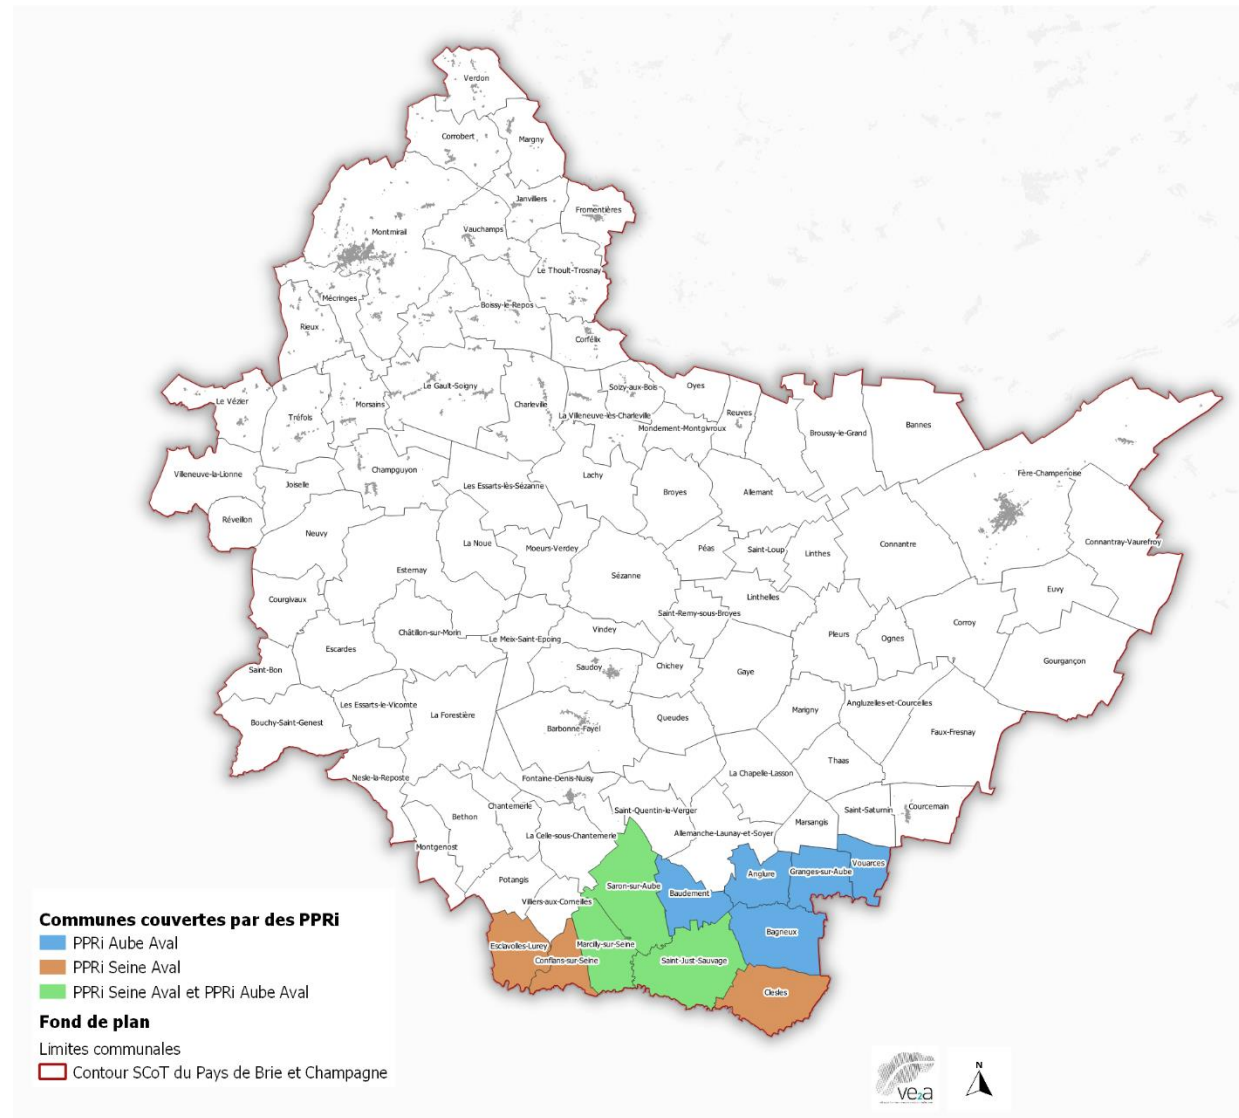 Verdon
Corrobert
Margny
Janvilliers
Fromentières
Montmirail
Vauchamps
Le Thoult-Trosnay
Mécringes
Boissy-le-Repos
Rieux
Corfélix
Le Gault-Soigny
Soizy-aux-Bois
Oyes
Le Vézier
Tréfols
Morsains
Charleville
La Villeneuve-lès-Charleville
Reuves
Mondement-Montgivroux
Broussy-le-Grand
Bannes
Villeneuve-la-Lionne
Joiselle
Champguyon
Les Essarts-lès-Sézanne
Lachy
Broyes
Allemant
Fère-Champenoise
Réveillon
Neuvy
La Noue
Moeurs-Verdey
Péas
Saint-Loup
Linthes
Connantre
Connantray-Vaurefroy
Esternay
Sézanne
Courgivaux
Linthelles
Euvy
Saint-Remy-sous-Broyes
Châtillon-sur-Morin
Le Meix-Saint-Epoing
Vindey
Pleurs
Ognes
Corroy
Escardes
Saint-Bon
Saudoy
Chichey
Gaye
Gourgançon
Les Essarts-le-Vicomte
La Forestière
Bouchy-Saint-Genest
Barbonne-Fayel
Queudes
Marigny
Angluzelles-et-Courcelles
Faux-Fresnay
Nesle-la-Reposte
Fontaine-Denis-Nuisy
La Chapelle-Lasson
Thaas
Bethon
Chantemerle
Saint-Quentin-le-Verger
Saint-Saturnin
Courcemain
Montgenost
La Celle-sous-Chantemerle
Allemanche-Launay-et-Soyer
Marsangis
Potangis
Saron-sur-Aube
Baudement
Anglure
Granges-sur-Aube
Vouarces
Villiers-aux-Corneilles
Bagneux
Esclavolles-Lurey
Conflans-sur-Seine
Marcilly-sur-Seine
Saint-Just-Sauvage
Clesles
Communes couvertes par des PPRi
PPRi Aube Aval
PPRi Seine Aval
PPRi Seine Aval et PPRi Aube Aval
Fond de plan
Limites communales
Contour SCoT du Pays de Brie et Champagne
ve2a
N